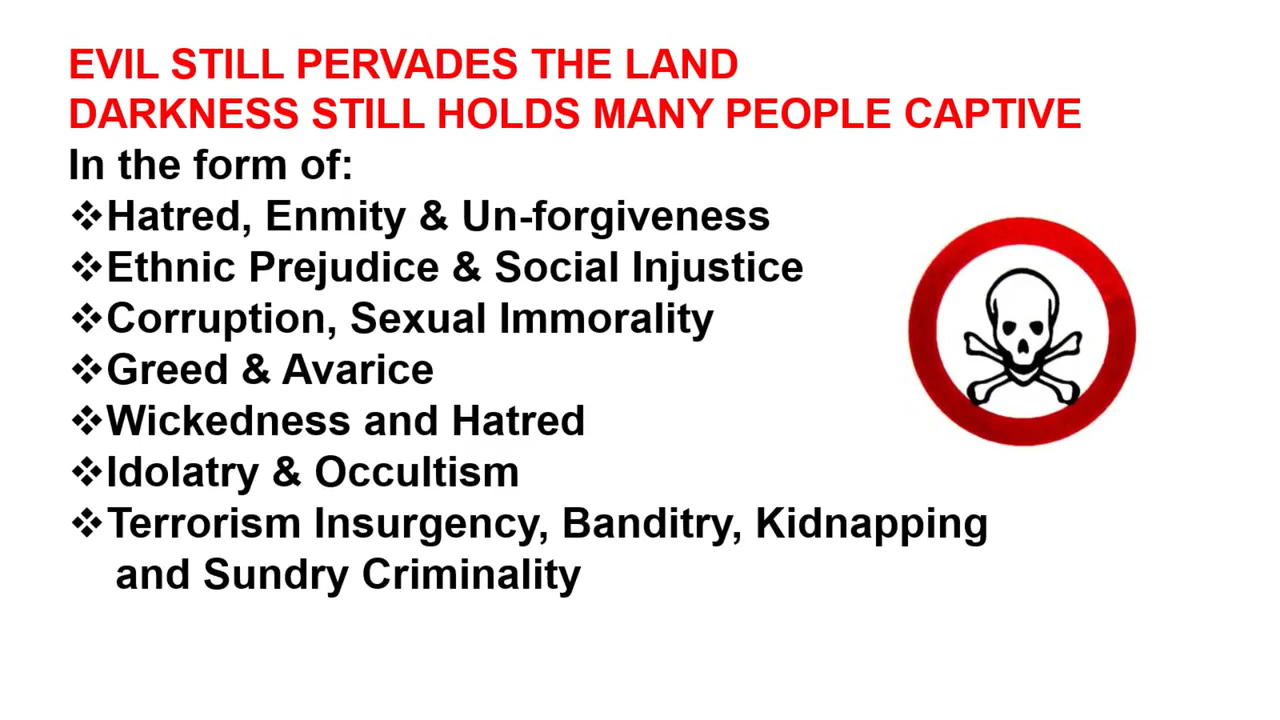 EVIL STILL PERVADES THE LAND
DARKNESS STILL HOLDS MANY PEOPLE CAPTIVE
In the form of:
❖Hatred, Enmity & Un-forgiveness
❖Ethnic Prejudice & Social Injustice
❖Corruption, Sexual Immorality
❖Greed & Avarice
❖Wickedness and Hatred
❖Idolatry & Occultism
❖Terrorism Insurgency, Banditry, Kidnapping
and Sundry Criminality